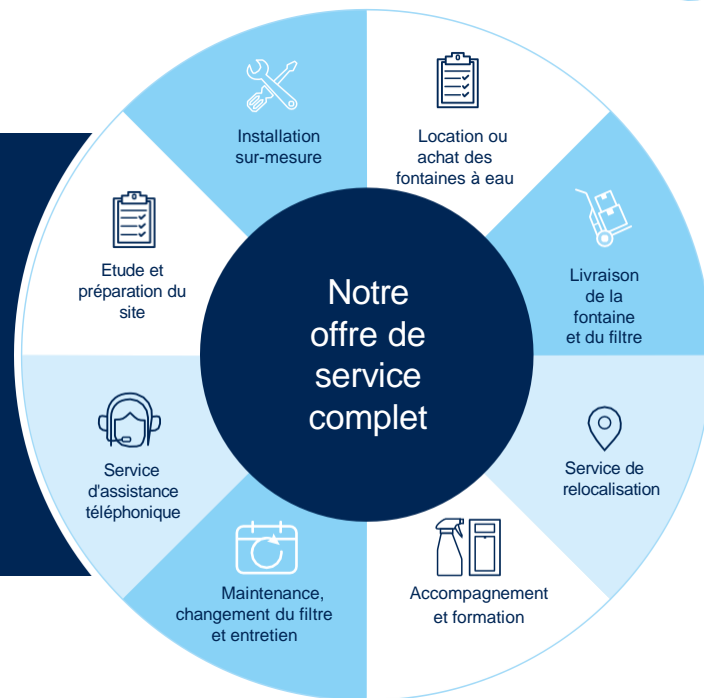 Notre
offre de
service
complet
Location ou
achat des
fontaines à eau
Livraison
de la
fontaine
et du filtre
Service de
relocalisation
Accompagnement
et formation
Maintenance,
changement du filtre
et entretien
Service
d'assistance
téléphonique
Etude et
préparation du
site
Installation
sur-mesure